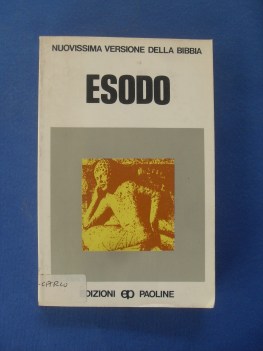 NUOVISSIMA VERSIONE DELLA BIBBIA
ESODO
EDIZIONI ep PAOLINE